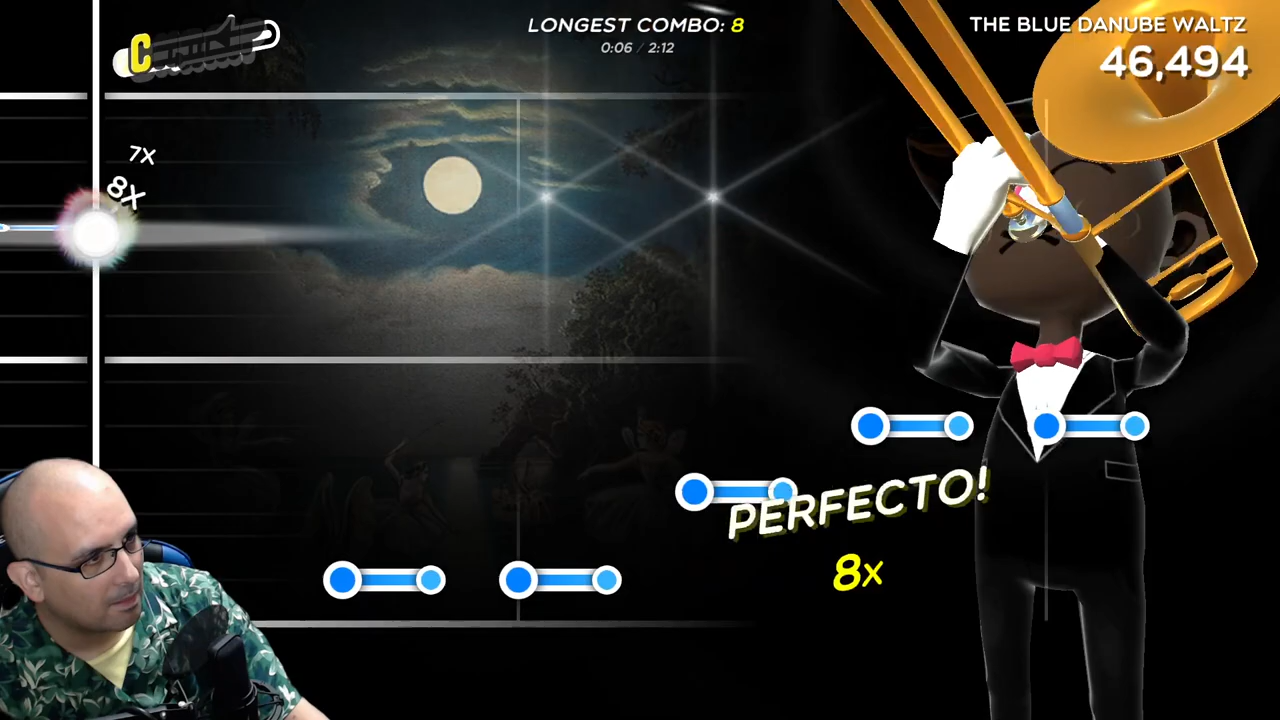 C
LONGEST COMBO: 8
0:06 / 2:12
THE BLUE DANUBE WALTZ
46,494
7X
8X
PERFECTO!
8x